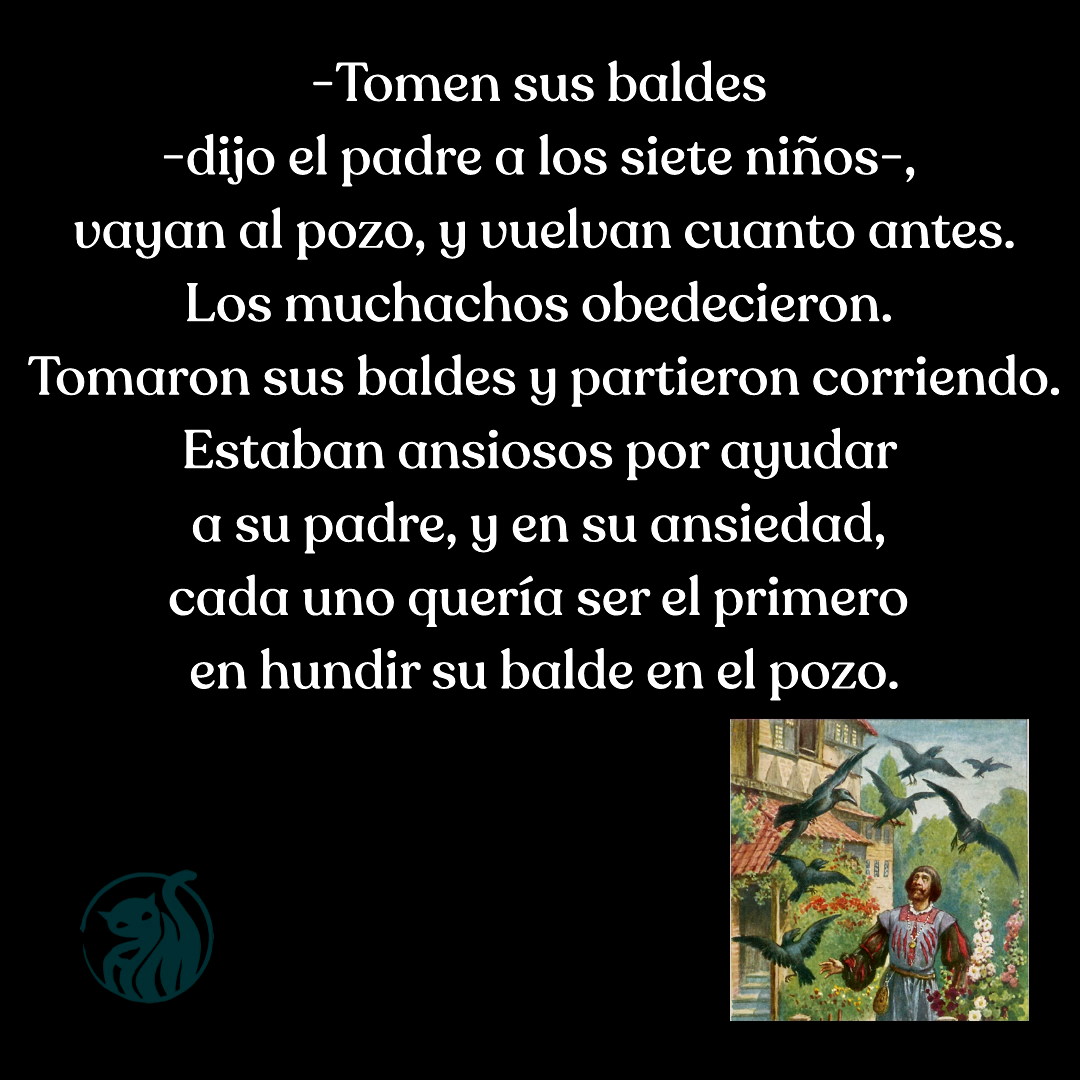 -Tomen sus baldes
-dijo el padre a los siete niños-,
vayan al pozo, y vuelvan cuanto antes.
Los muchachos obedecieron.
Tomaron sus baldes y partieron corriendo.
Estaban ansiosos por ayudar
a su padre, y en su ansiedad,
cada uno quería ser el primero
en hundir su balde en el pozo.